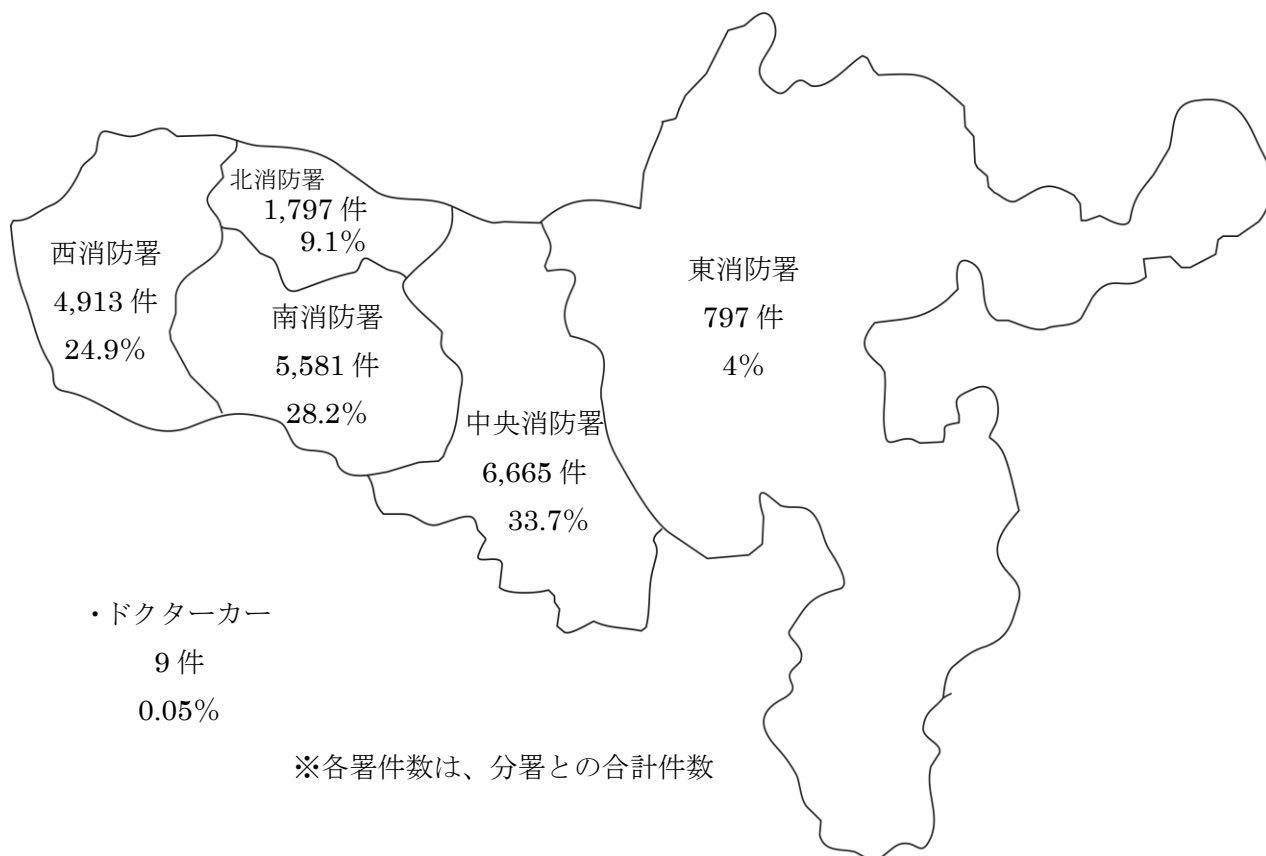 北消防署
1,797 件
9.1%
西消防署
4,913 件
24.9%
南消防署
5,581 件
28.2%
東消防署
797 件
4%
中央消防署
6,665 件
33.7%
・ドクターカー
9 件
0.05%
※各署件数は、分署との合計件数